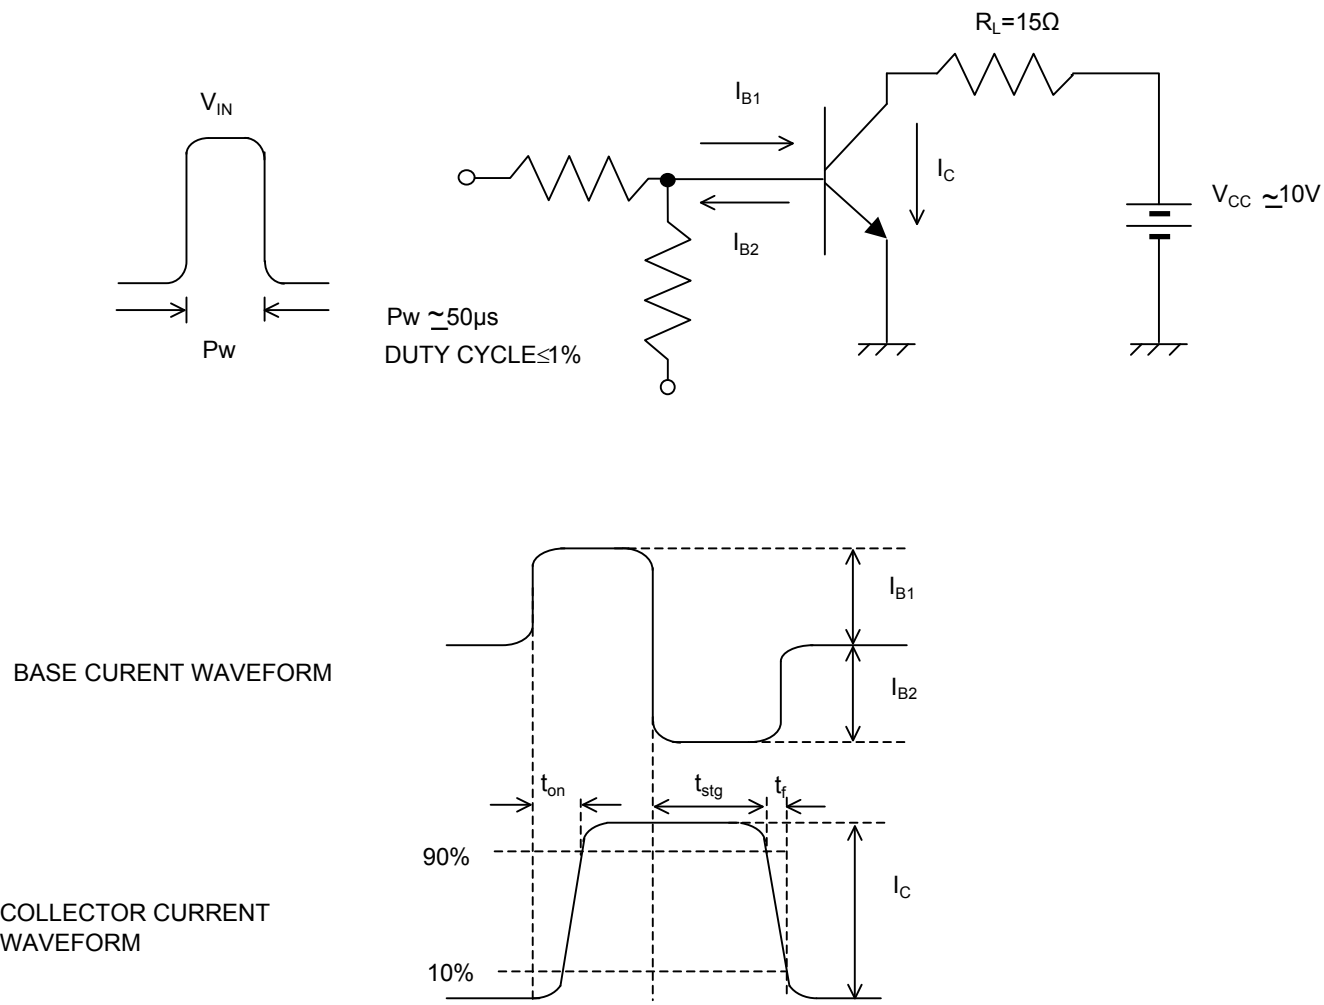 R_L=15Ω
V_IN
I_B1
I_C
V_CC ≃10V
I_B2
Pw ≃50μs
DUTY CYCLE≤1%
Pw
I_B1
BASE CURENT WAVEFORM
I_B2
t_on
t_stg
t_f
90%
I_C
COLLECTOR CURRENT
WAVEFORM
10%